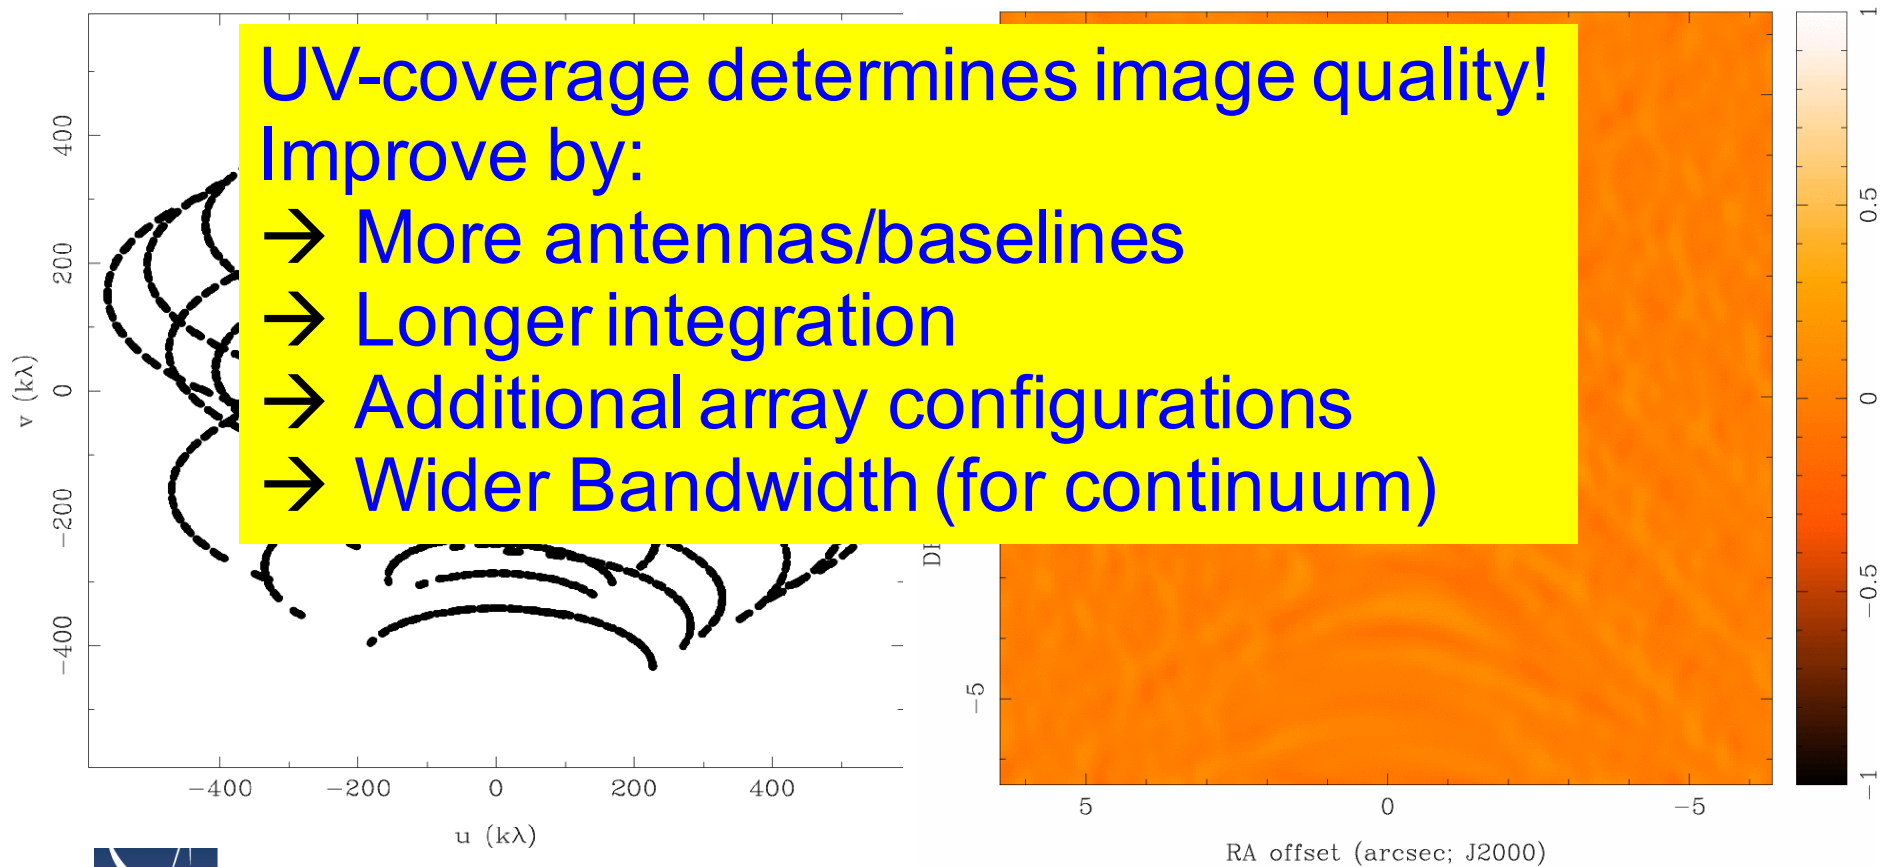 UV-coverage determines image quality!
Improve by:
→ More antennas/baselines
→ Longer integration
→ Additional array configurations
→ Wider Bandwidth (for continuum)
v (kλ)
400
200
0
−200
−400
−400 −200 0 200 400
u (kλ)
−5
5 0 −5
RA offset (arcsec; J2000)
1
0.5
0
−0.5
−1